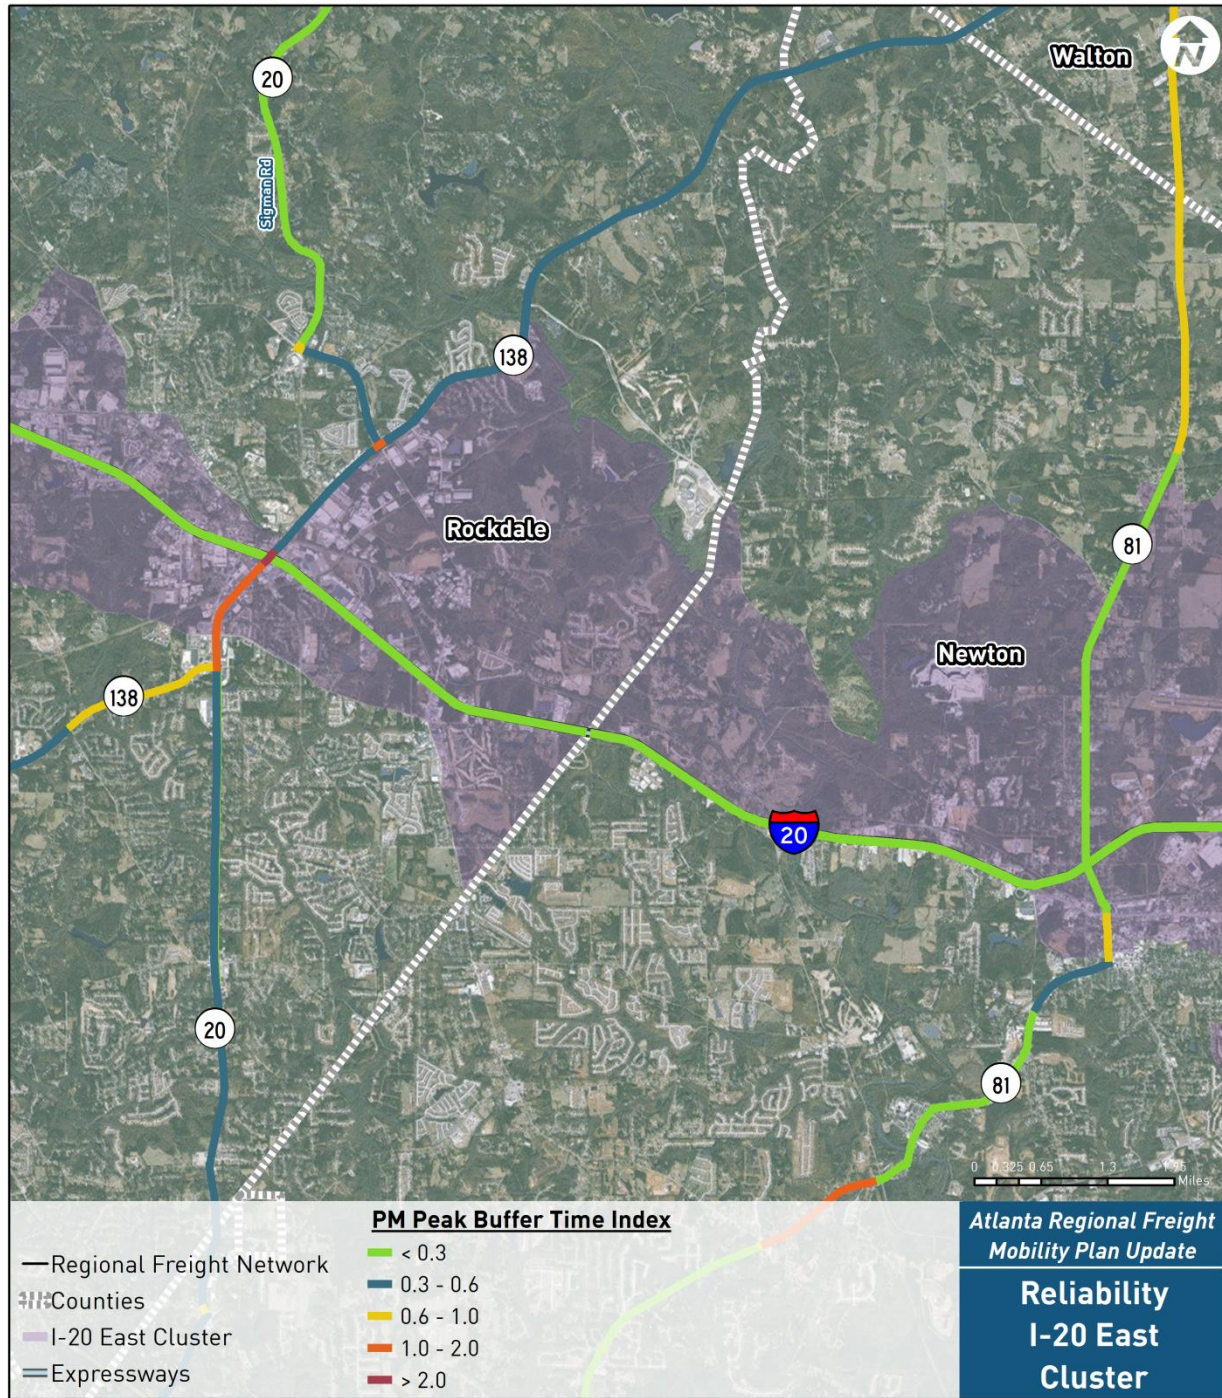 Walton
N
20
Sigman Rd
138
Rockdale
81
Newton
138
20
20
81
0 0.325 0.65 1.3 1.95
Miles
PM Peak Buffer Time Index
Regional Freight Network
Counties
I-20 East Cluster
Expressways
< 0.3
0.3 - 0.6
0.6 - 1.0
1.0 - 2.0
> 2.0
Atlanta Regional Freight
Mobility Plan Update
Reliability
I-20 East
Cluster